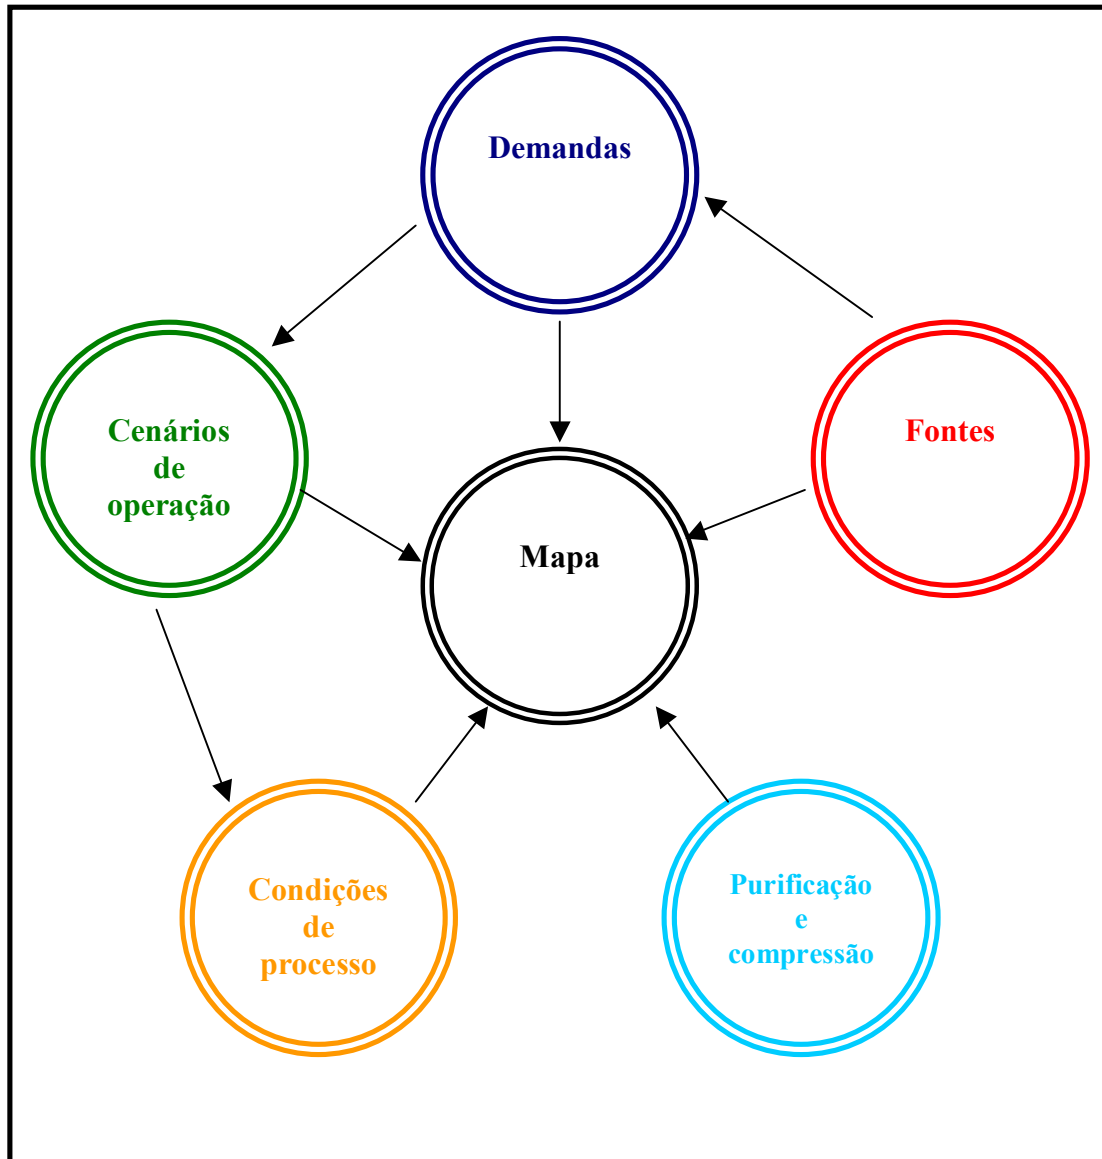 Demandas
Cenários
de
operação
Fontes
Mapa
Condições
de
processo
Purificação
e
compressão